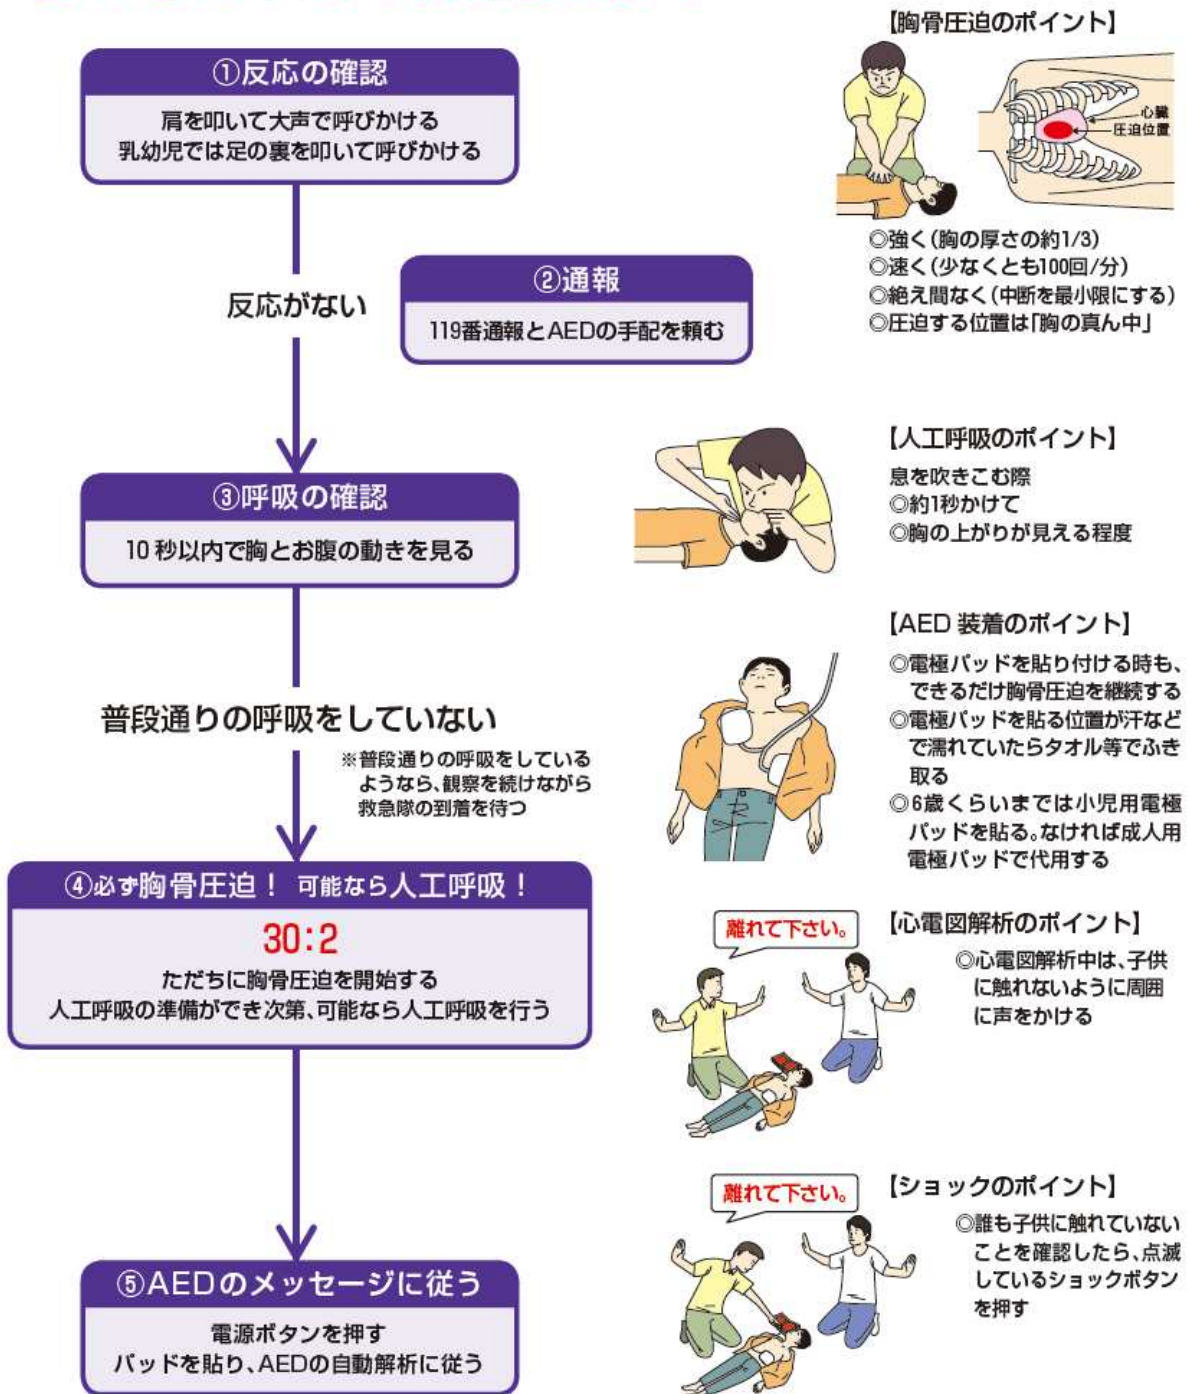 ①反応の確認
肩を叩いて大声で呼びかける
乳幼児では足の裏を叩いて呼びかける
反応がない
②通報
119番通報とAEDの手配を頼む
③呼吸の確認
10秒以内で胸とお腹の動きを見る
普段通りの呼吸をしていない
※普段通りの呼吸をしている
ようなら、観察を続けながら
救急隊の到着を待つ
④必ず胸骨圧迫！ 可能なら人工呼吸！
30:2
ただちに胸骨圧迫を開始する
人工呼吸の準備ができ次第、可能なら人工呼吸を行う
⑤AEDのメッセージに従う
電源ボタンを押す
パッドを貼り、AEDの自動解析に従う
【胸骨圧迫のポイント】
心臓
圧迫位置
◎強く(胸の厚さの約1/3)
◎速く(少なくとも100回/分)
◎絶え間なく(中断を最小限にする)
◎圧迫する位置は「胸の真ん中」
【人工呼吸のポイント】
息を吹きこむ際
◎約1秒かけて
◎胸の上がりが見える程度
【AED 装着のポイント】
◎電極パッドを貼り付ける時も、
できるだけ胸骨圧迫を継続する
◎電極パッドを貼る位置が汗など
で濡れていたらタオル等でふき
取る
◎6歳くらいまでは小児用電極
パッドを貼る。なければ成人用
電極パッドで代用する
離れて下さい。
【心電図解析のポイント】
◎心電図解析中は、子供
に触れないように周囲
に声をかける
離れて下さい。
【ショックのポイント】
◎誰も子供に触れていない
ことを確認したら、点滅
しているショックボタン
を押す